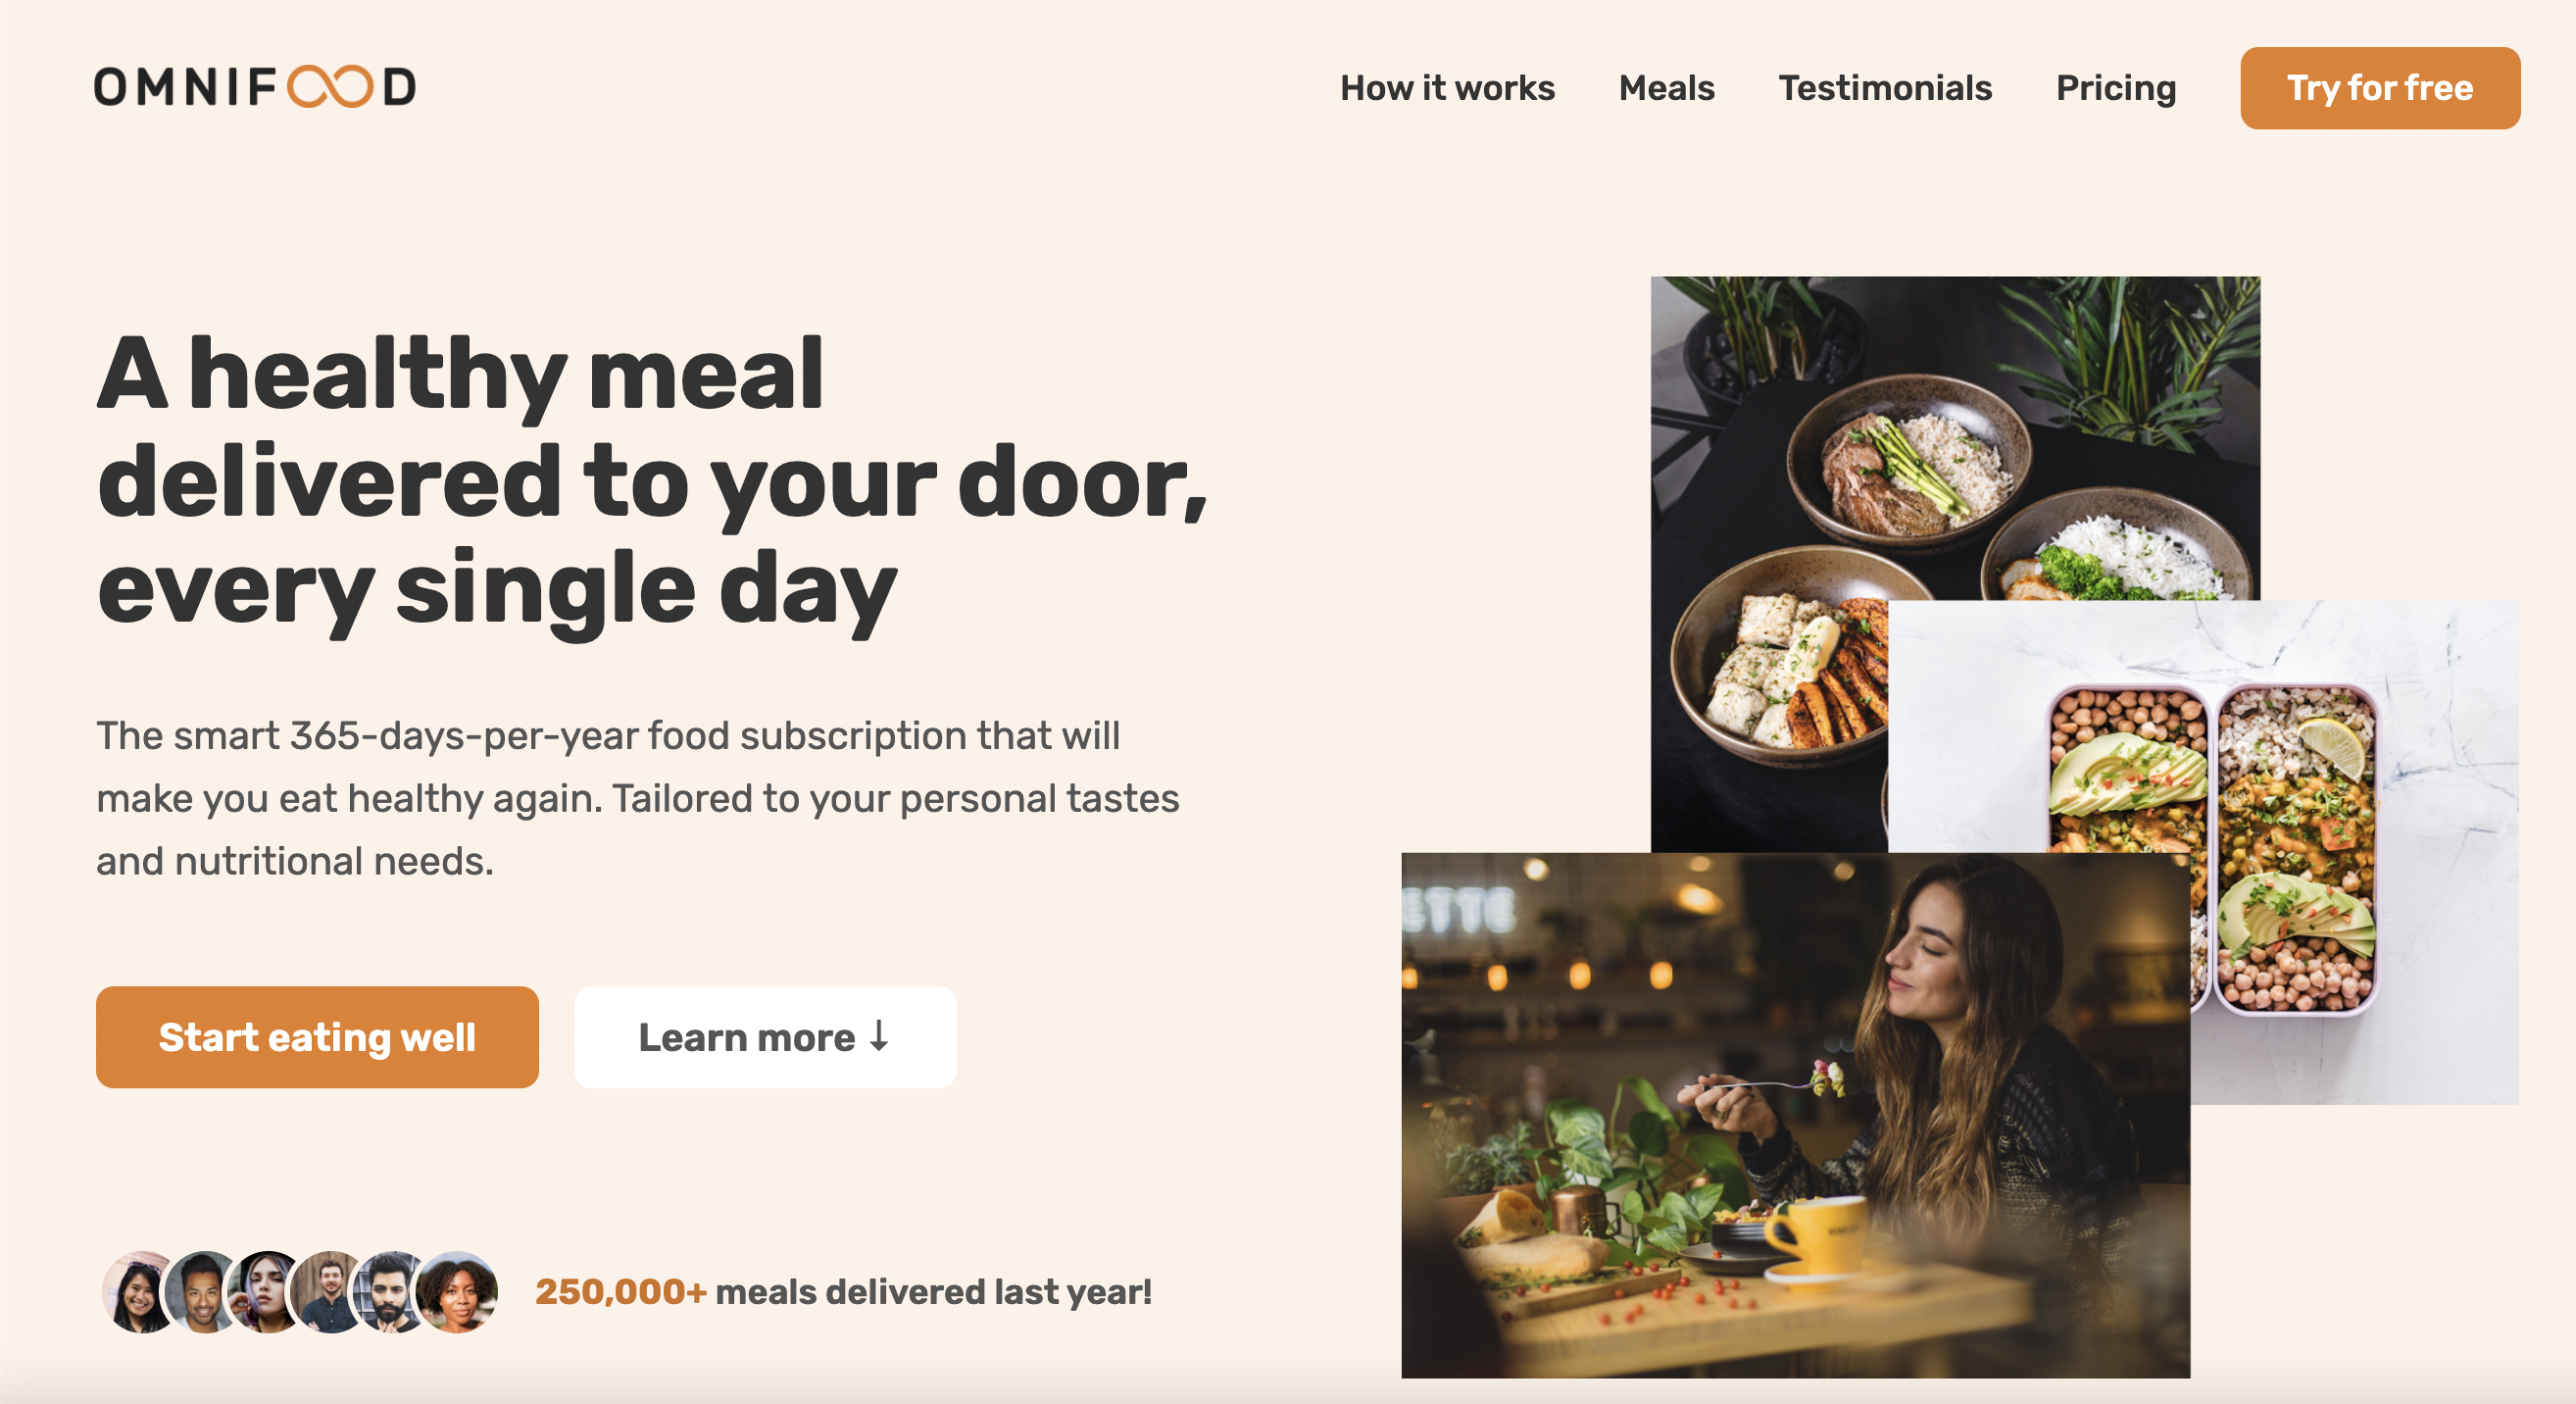 OMNIFOOD
How it works
Meals
Testimonials
Pricing
Try for free
A healthy meal
delivered to your door,
every single day
The smart 365-days-per-year food subscription that will
make you eat healthy again. Tailored to your personal tastes
and nutritional needs.
Start eating well
Learn more ↓
250,000+ meals delivered last year!
ETTE